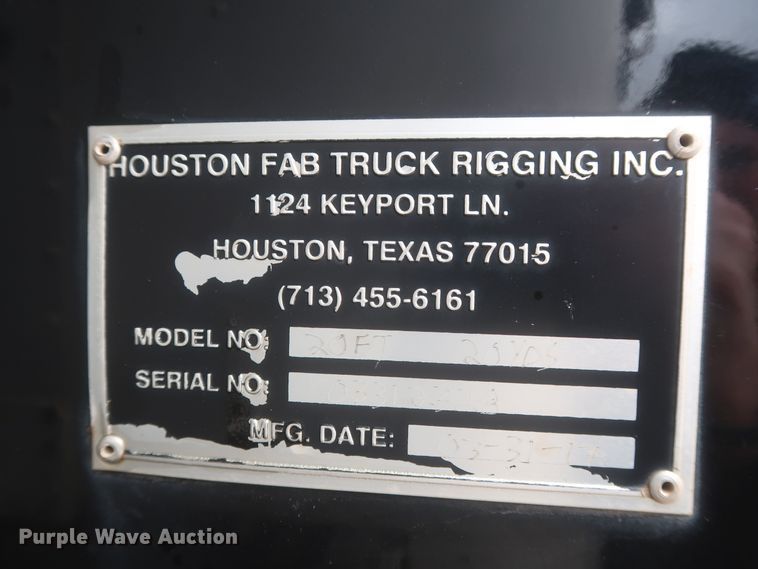 HOUSTON FAB TRUCK RIGGING INC.
1124 KEYPORT LN.
HOUSTON, TEXAS 77015
(713) 455-6161
MODEL NO: 20FT
SERIAL NO:
MFG. DATE:
Purple Wave Auction